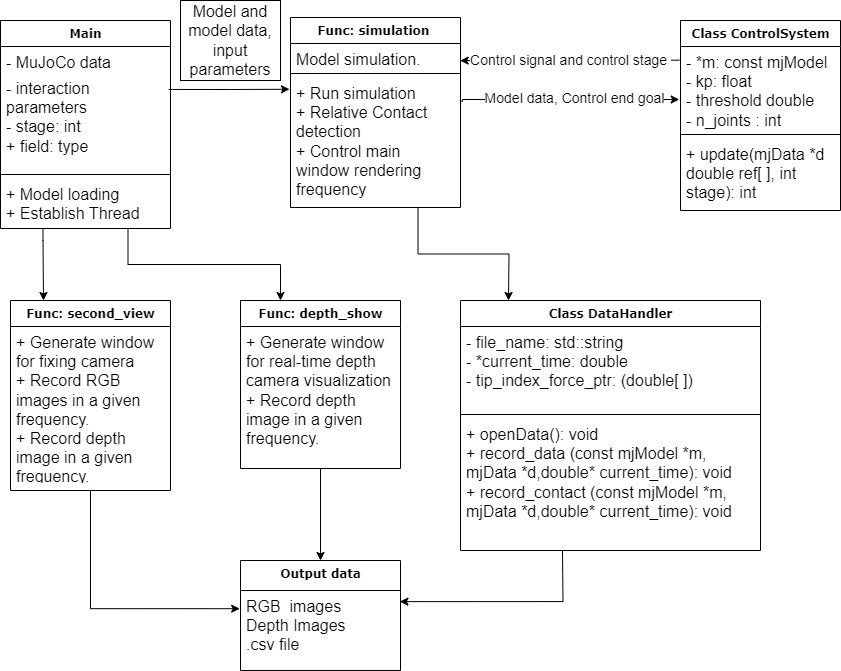 Main
- MuJoCo data
- interaction
parameters
- stage: int
+ field: type
+ Model loading
+ Establish Thread
Model and
model data,
input
parameters
Func: simulation
Model simulation.
+ Run simulation
+ Relative Contact
detection
+ Control main
window rendering
frequency
Control signal and control stage
Model data, Control end goal
Class ControlSystem
- *m: const mjModel
- kp: float
- threshold double
- n_joints : int
+ update(mjData *d
double ref[ ], int
stage): int
Func: second_view
+ Generate window
for fixing camera
+ Record RGB
images in a given
frequency.
+ Record depth
image in a given
frequency.
Func: depth_show
+ Generate window
for real-time depth
camera visualization
+ Record depth
image in a given
frequency.
Class DataHandler
- file_name: std::string
- *current_time: double
- tip_index_force_ptr: (double[ ])
+ openData(): void
+ record_data (const mjModel *m,
mjData *d,double* current_time): void
+ record_contact (const mjModel *m,
mjData *d,double* current_time): void
Output data
RGB  images
Depth Images
.csv file